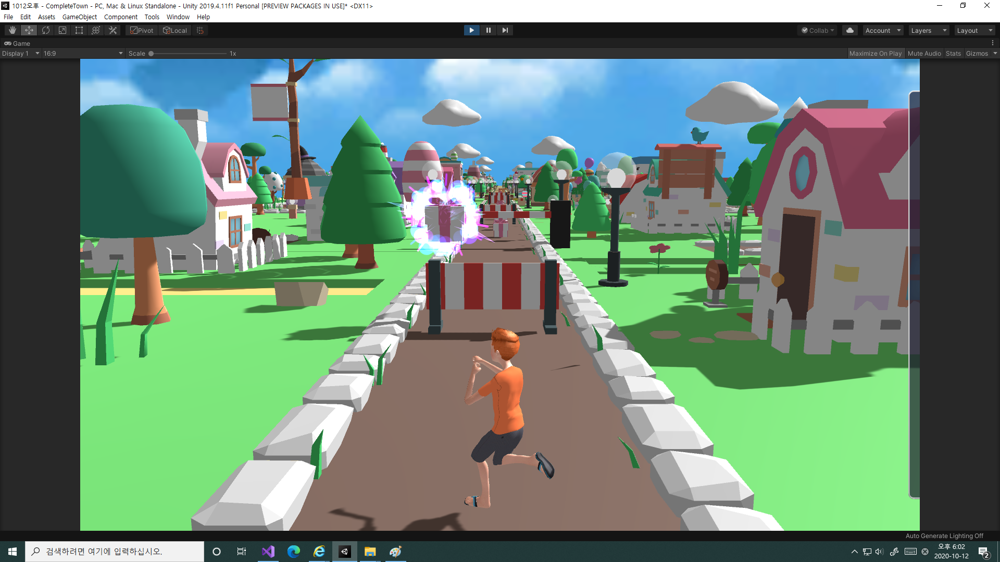 1012오후 - CompleteTown - PC, Mac & Linux Standalone - Unity 2019.4.11f1 Personal [PREVIEW PACKAGES IN USE]* <DX11>
File Edit Assets GameObject Component Tools Window Help
Pivot Local Collab Account Layers Layout
Game
Display 1 16:9 Scale 1x Maximize On Play Mute Audio Stats Gizmos
Auto Generate Lighting Off
검색하려면 여기에 입력하십시오.
오후 6:02
2020-10-12
2